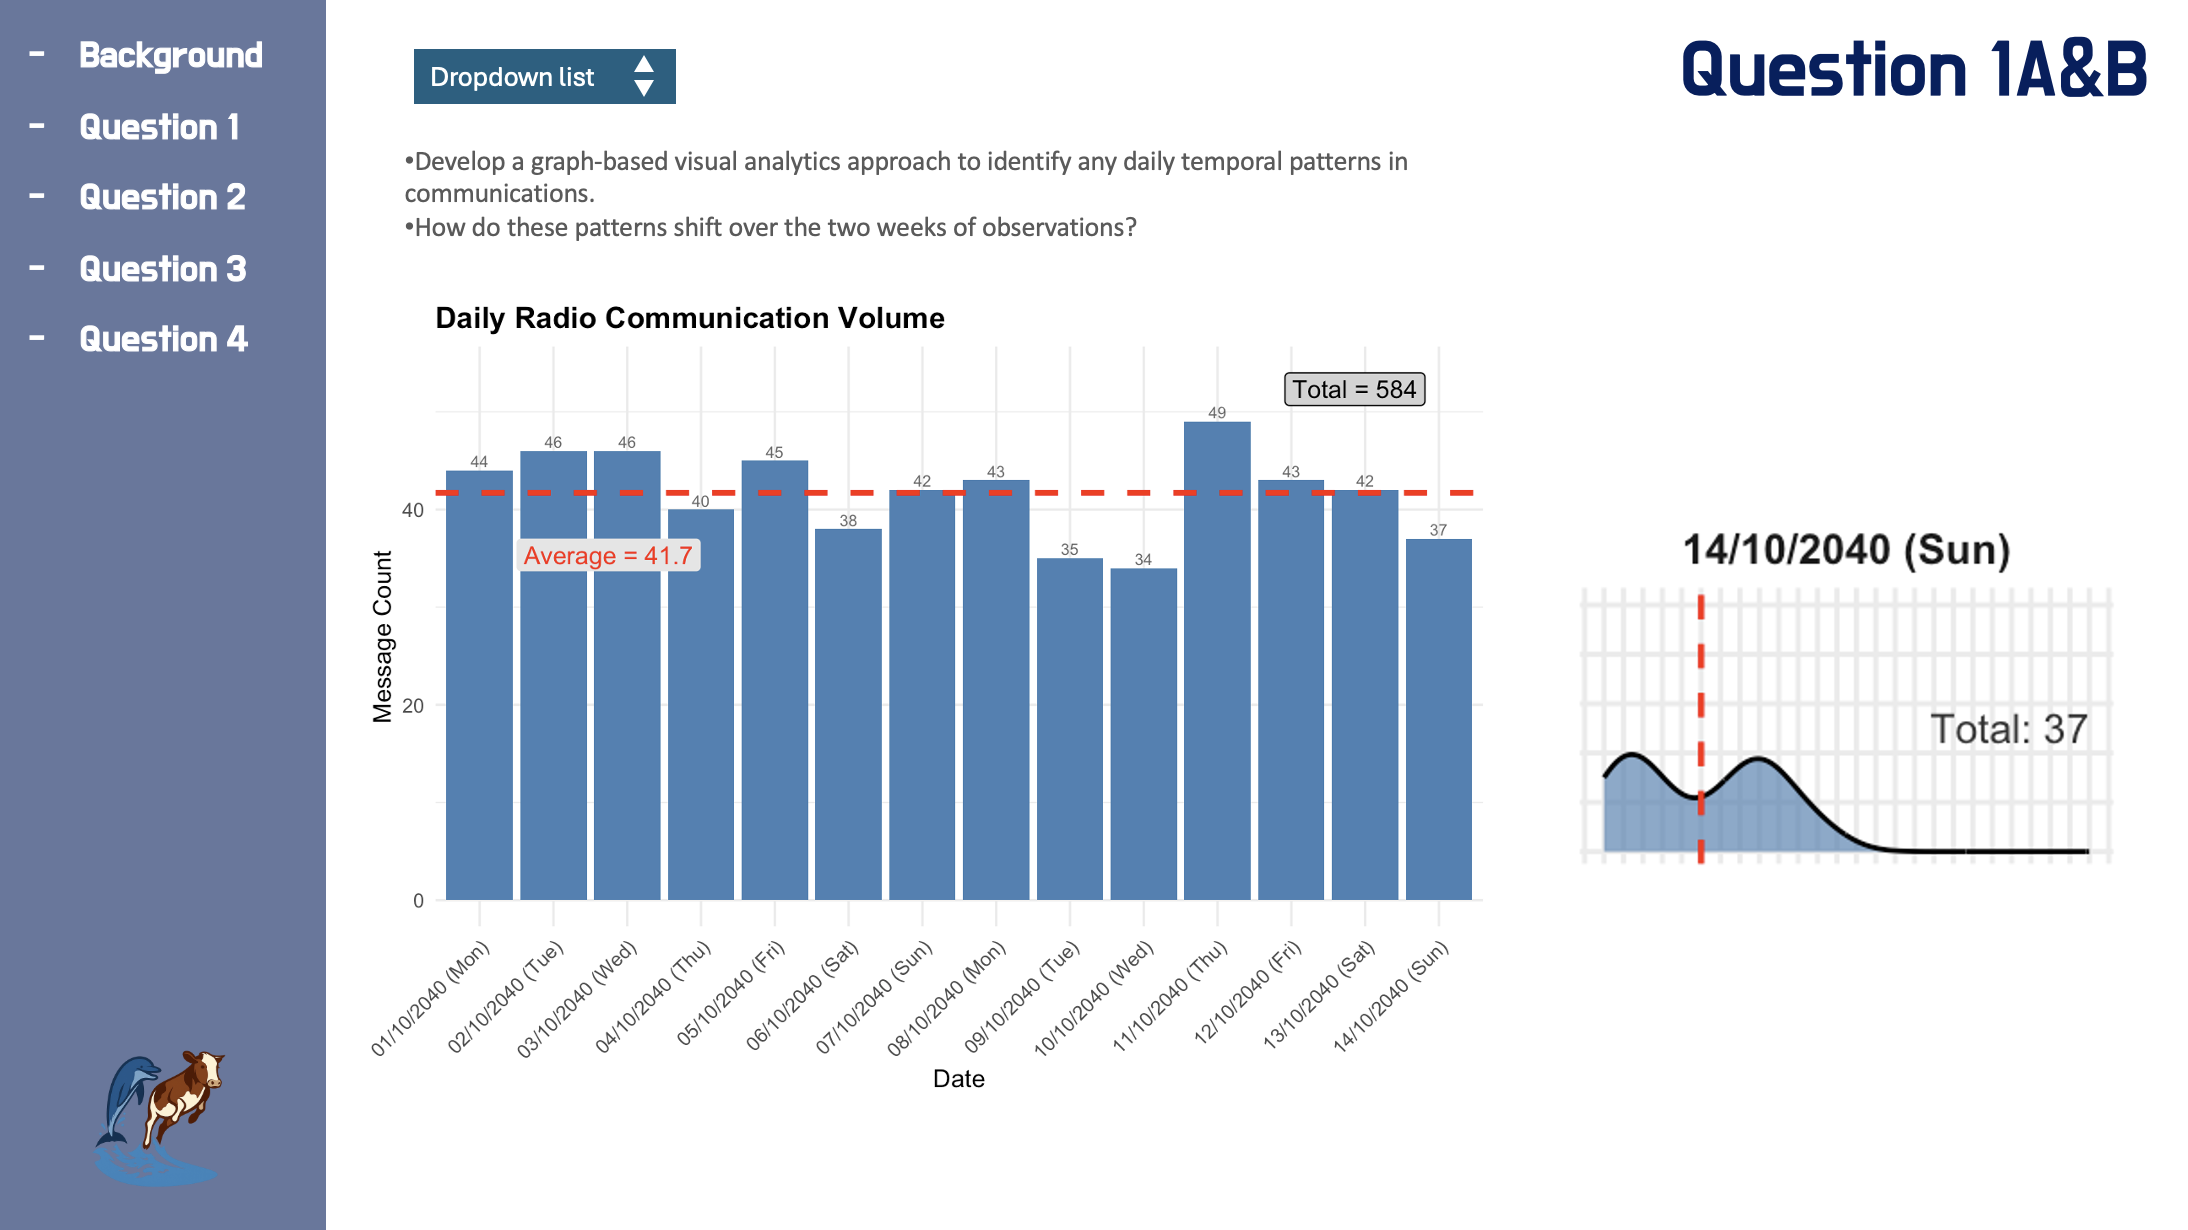 - Background
- Question 1
- Question 2
- Question 3
- Question 4
Dropdown list
Question 1A&B
•Develop a graph-based visual analytics approach to identify any daily temporal patterns in
communications.
•How do these patterns shift over the two weeks of observations?
Daily Radio Communication Volume
Total = 584
44
46
46
40
45
38
42
43
35
34
49
43
42
37
Average = 41.7
Message Count
40
20
0
01/10/2040 (Mon)
02/10/2040 (Tue)
03/10/2040 (Wed)
04/10/2040 (Thu)
05/10/2040 (Fri)
06/10/2040 (Sat)
07/10/2040 (Sun)
08/10/2040 (Mon)
09/10/2040 (Tue)
10/10/2040 (Wed)
11/10/2040 (Thu)
12/10/2040 (Fri)
13/10/2040 (Sat)
14/10/2040 (Sun)
Date
14/10/2040 (Sun)
Total: 37